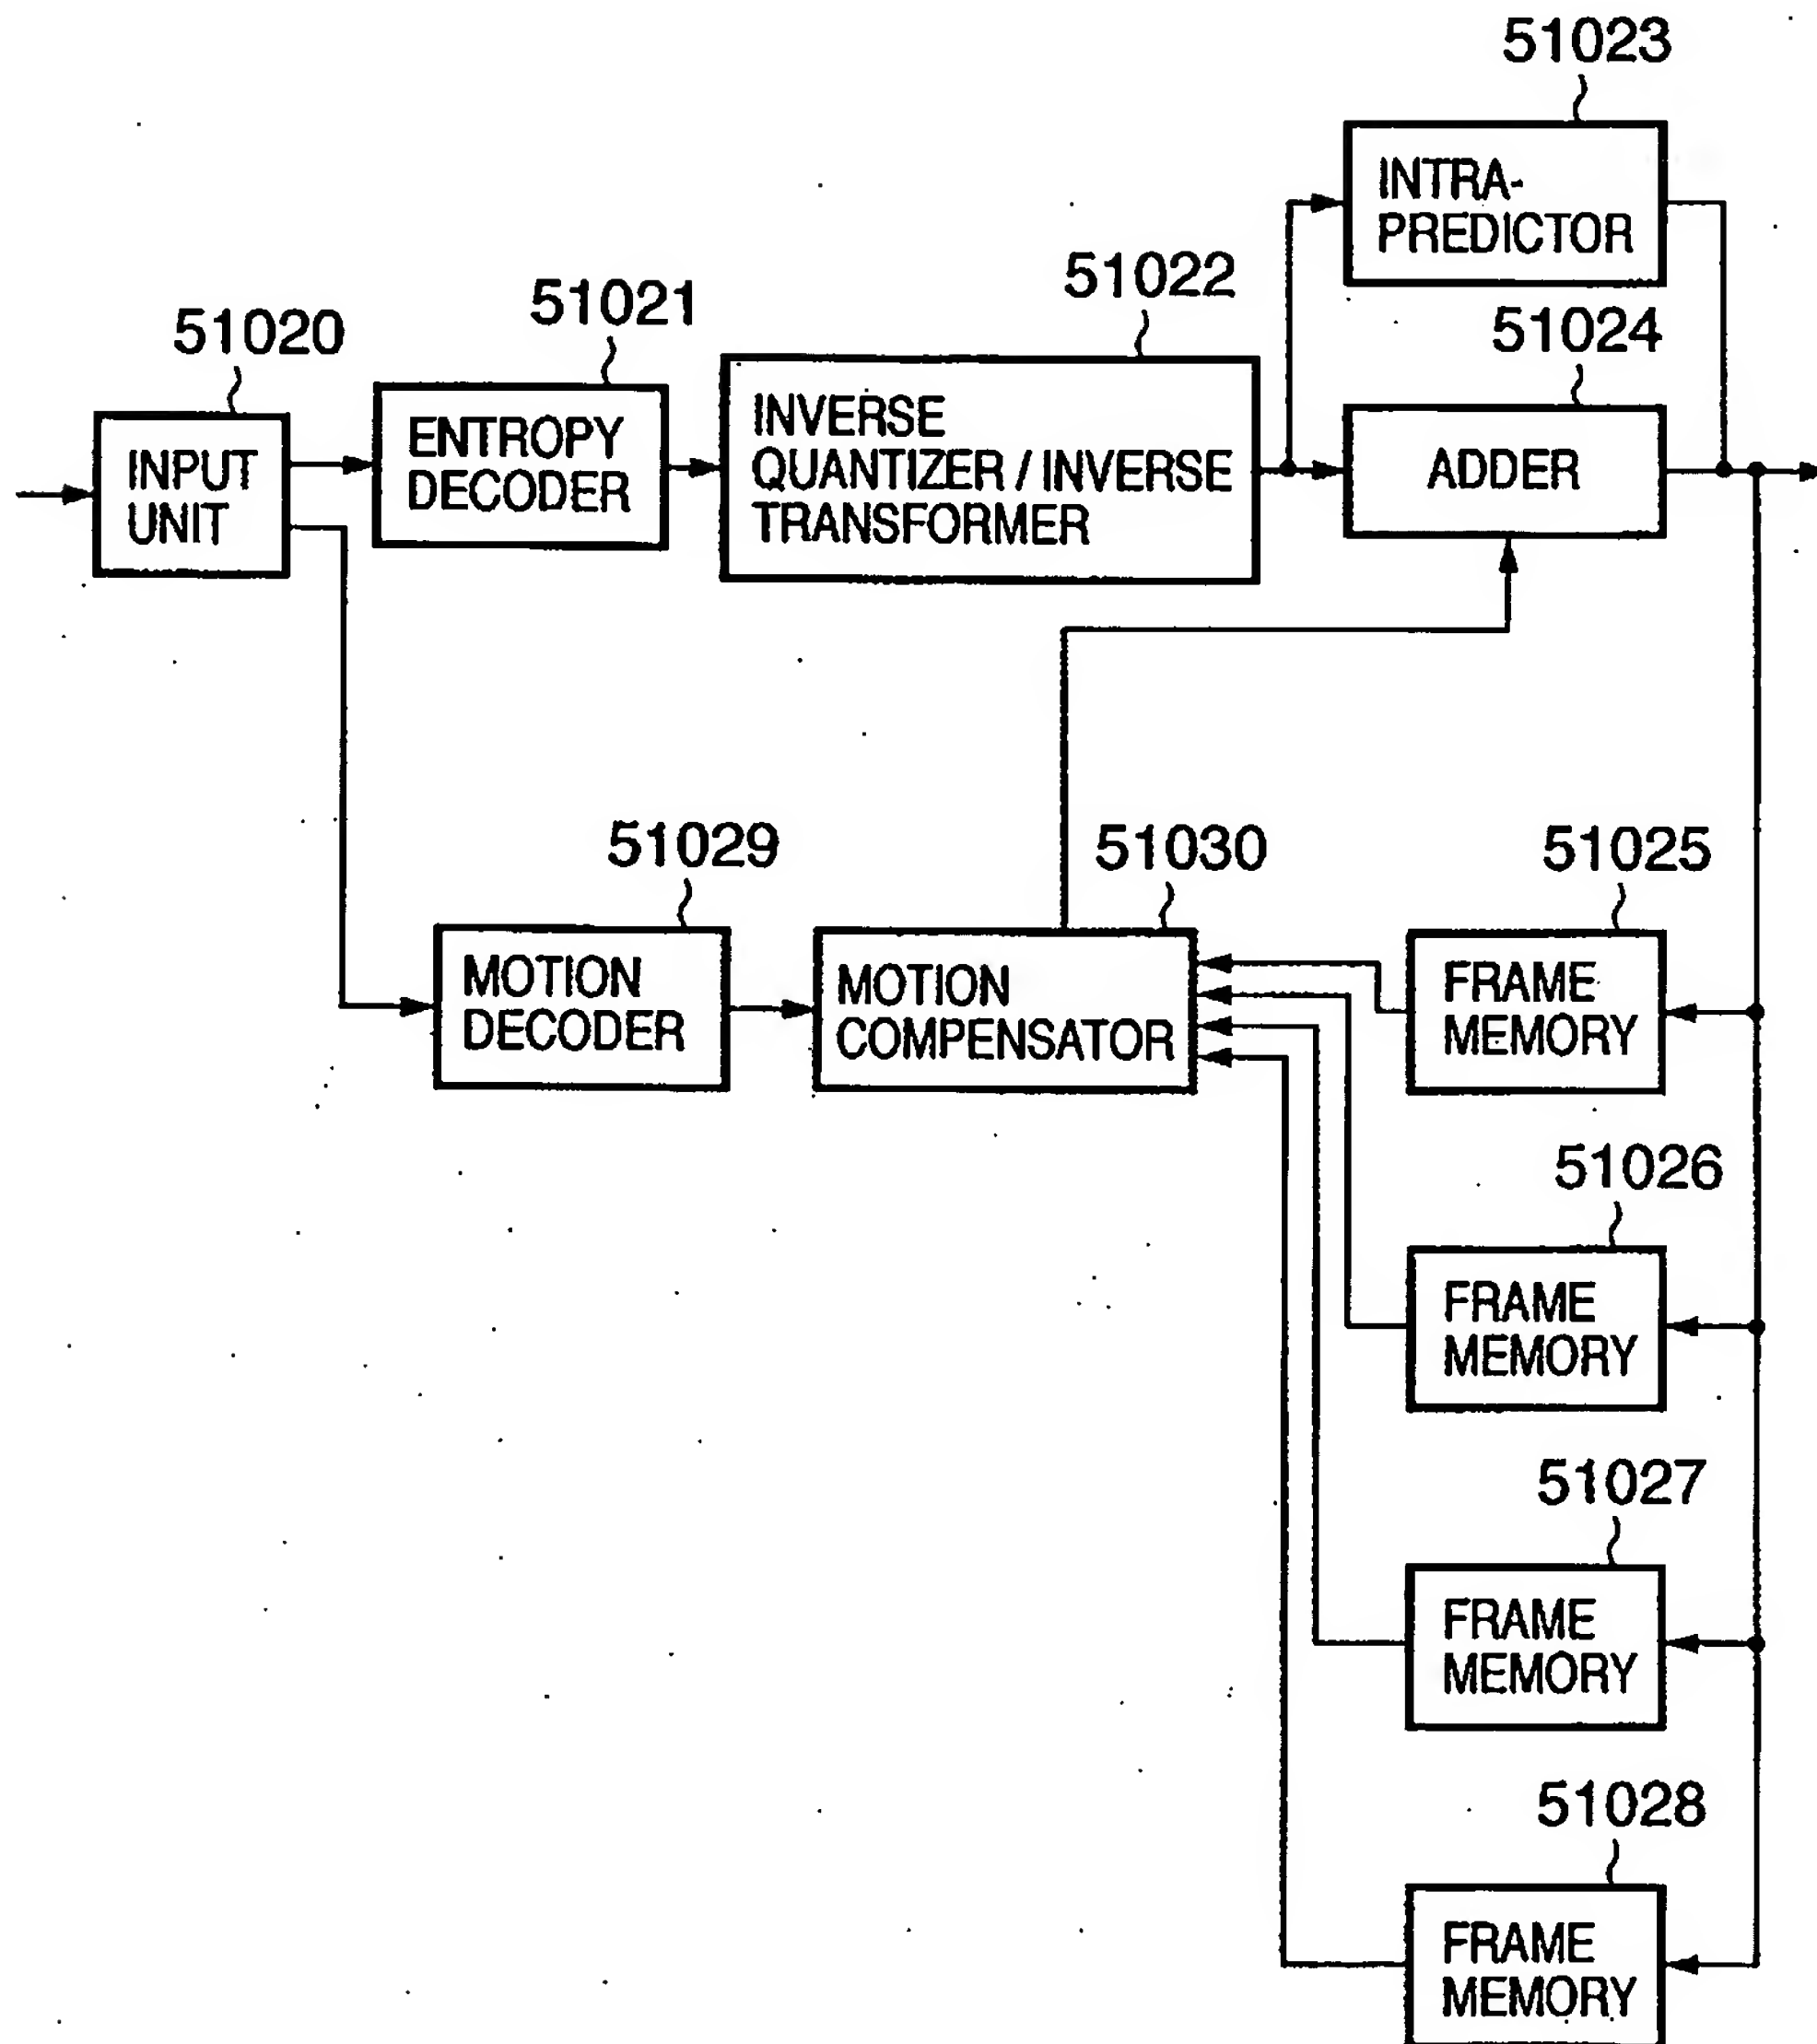 51023
INTRA-
PREDICTOR
51022
51021
51020
51024
INPUT
UNIT
ENTROPY
DECODER
INVERSE
QUANTIZER / INVERSE
TRANSFORMER
ADDER
51029
51030
51025
MOTION
DECODER
MOTION
COMPENSATOR
FRAME
MEMORY
51026
FRAME
MEMORY
51027
FRAME
MEMORY
51028
FRAME
MEMORY